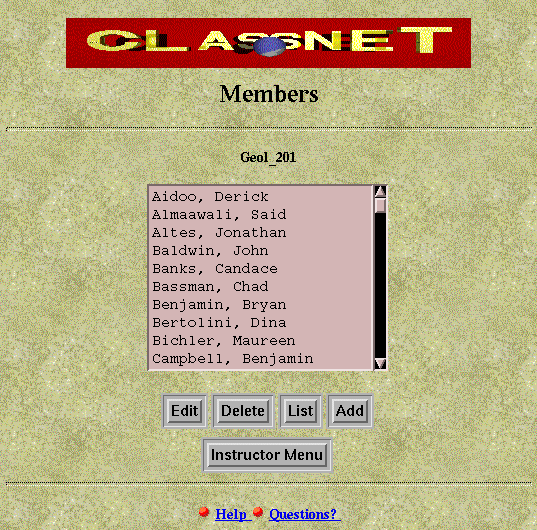 CLASSNET
Members
Geol_201
Aidoo, Derick
Almaawali, Said
Altes, Jonathan
Baldwin, John
Banks, Candace
Bassman, Chad
Benjamin, Bryan
Bertolini, Dina
Bichler, Maureen
Campbell, Benjamin
Edit Delete List Add
Instructor Menu
Help Questions?